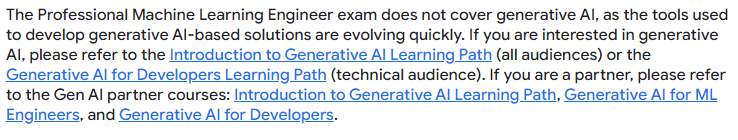 The Professional Machine Learning Engineer exam does not cover generative AI, as the tools used
to develop generative AI-based solutions are evolving quickly. If you are interested in generative
AI, please refer to the Introduction to Generative AI Learning Path (all audiences) or the
Generative AI for Developers Learning Path (technical audience). If you are a partner, please refer
to the Gen AI partner courses: Introduction to Generative AI Learning Path, Generative AI for ML
Engineers, and Generative AI for Developers.